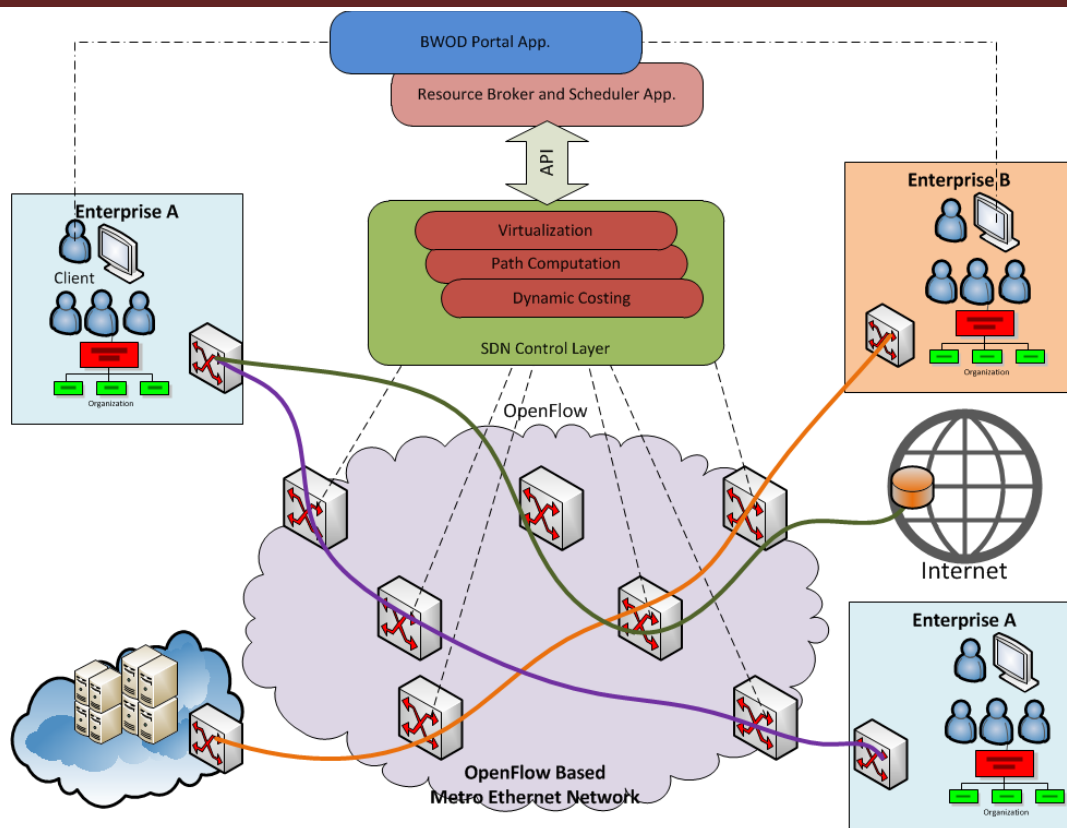 BWOD Portal App.
Resource Broker and Scheduler App.
API
Enterprise A
Client
Organization
Virtualization
Path Computation
Dynamic Costing
SDN Control Layer
Enterprise B
Organization
OpenFlow
Internet
OpenFlow Based
Metro Ethernet Network
Enterprise A
Organization